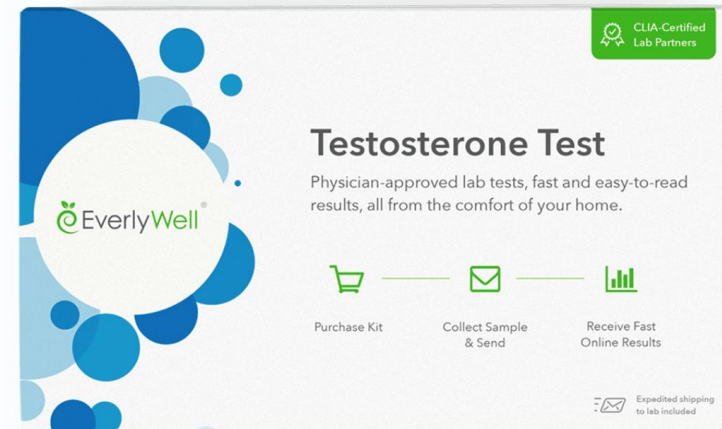 CLIA-Certified
Lab Partners
Testosterone Test
Physician-approved lab tests, fast and easy-to-read
results, all from the comfort of your home.
EverlyWell®
Purchase Kit
Collect Sample
& Send
Receive Fast
Online Results
Expedited shipping
to lab included